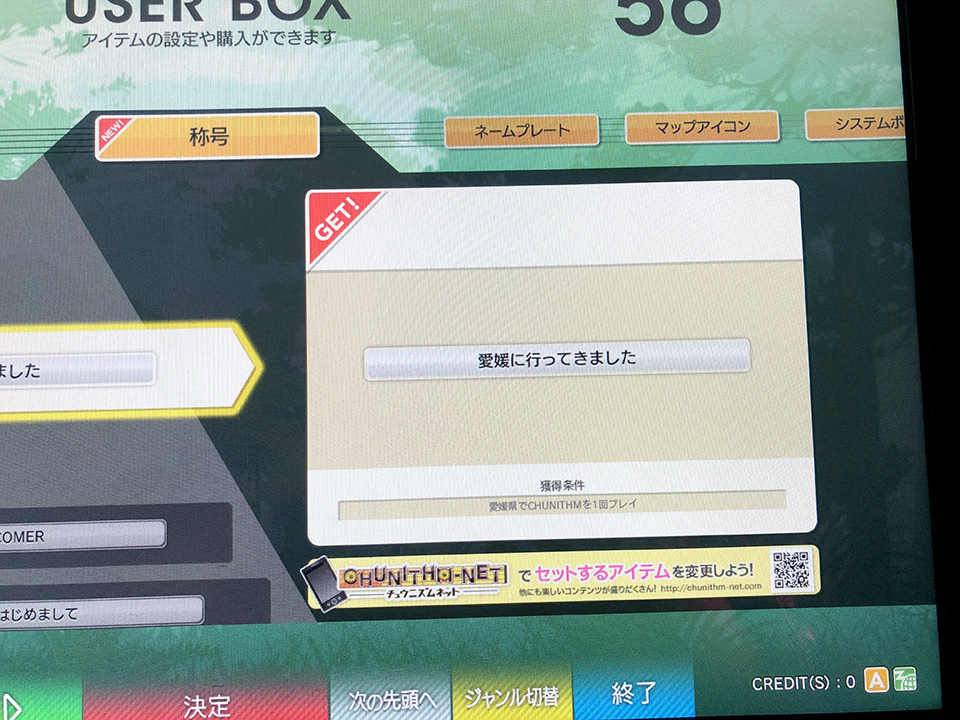 USER BOX
アイテムの設定や購入ができます
56
NEW!
称号
ネームプレート
マップアイコン
システムボ
GET!
愛媛に行ってきました
ました
獲得条件
愛媛県でCHUNITHMを1回プレイ
COMER
はじめまして
CHUNITHM-NET
チュウニズムネット
でセットするアイテムを変更しよう!
他にも楽しいコンテンツが盛りだくさん! http://chunithm-net.com
決定
次の先頭へ
ジャンル切替
終了
CREDIT(S) : 0
A